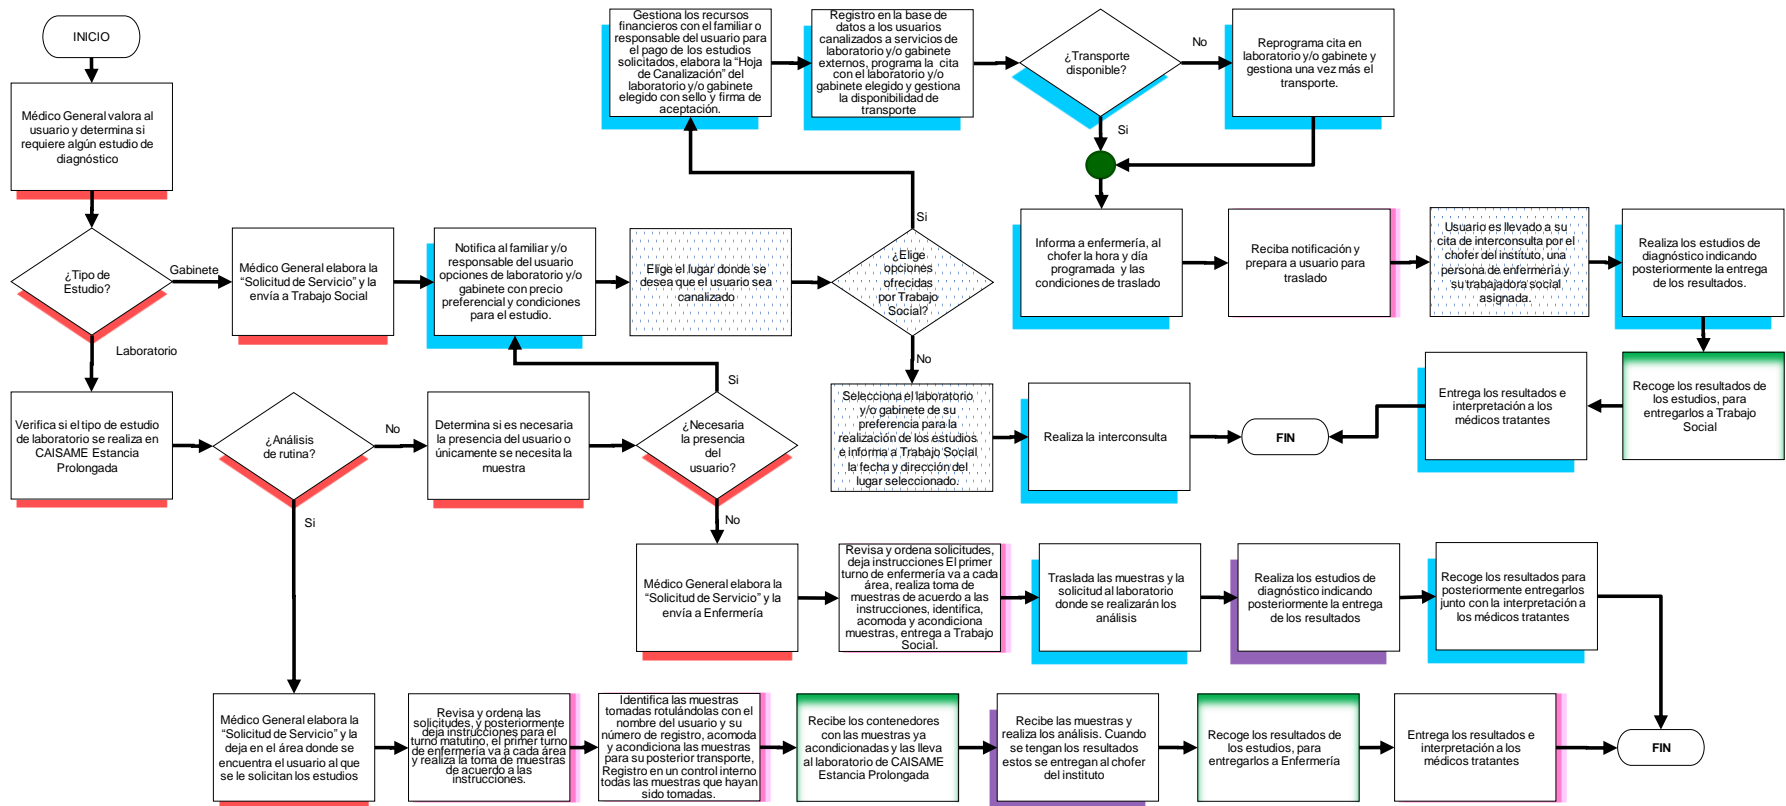 INICIO
Médico General valora al
usuario y determina si
requiere algún estudio de
diagnóstico
¿Tipo de
Estudio?
Gabinete
Laboratorio
Médico General elabora la
“Solicitud de Servicio” y la
envía a Trabajo Social
Notifica al familiar y/o
responsable del usuario
opciones de laboratorio y/o
gabinete con precio
preferencial y condiciones
para el estudio.
Elige el lugar donde se
desea que el usuario sea
canalizado
¿Elige
opciones
ofrecidas
por Trabajo
Social?
Si
No
Gestiona los recursos
financieros con el familiar o
responsable del usuario para
el pago de los estudios
solicitados, elabora la “Hoja
de Canalización” del
laboratorio y/o gabinete
elegido con sello y firma de
aceptación.
Registro en la base de
datos a los usuarios
canalizados a servicios de
laboratorio y/o gabinete
externos, programa la cita
con el laboratorio y/o
gabinete elegido y gestiona
la disponibilidad de
transporte
¿Transporte
disponible?
No
Si
Reprograma cita en
laboratorio y/o gabinete y
gestiona una vez más el
transporte.
Informa a enfermería, al
chofer la hora y día
programada y las
condiciones de traslado
Reciba notificación y
prepara a usuario para
traslado
Usuario es llevado a su
cita de interconsulta por el
chofer del instituto, una
persona de enfermería y
su trabajadora social
asignada.
Realiza los estudios de
diagnóstico indicando
posteriormente la entrega
de los resultados.
Recoge los resultados de
los estudios, para
entregarlos a Trabajo
Social
Entrega los resultados e
interpretación a los
médicos tratantes
FIN
Selecciona el laboratorio
y/o gabinete de su
preferencia para la
realización de los estudios
e informa a Trabajo Social
la fecha y dirección del
lugar seleccionado.
Realiza la interconsulta
Verifica si el tipo de estudio
de laboratorio se realiza en
CAISAME Estancia
Prolongada
¿Análisis
de rutina?
No
Si
Determina si es necesaria
la presencia del usuario o
únicamente se necesita la
muestra
¿Necesaria
la presencia
del
usuario?
Si
No
Médico General elabora la
“Solicitud de Servicio” y la
envía a Enfermería
Revisa y ordena solicitudes,
deja instrucciones El primer
turno de enfermería va a cada
área, realiza toma de
muestras de acuerdo a las
instrucciones, identifica,
acomoda y acondiciona
muestras, entrega a Trabajo
Social.
Traslada las muestras y la
solicitud al laboratorio
donde se realizarán los
análisis
Realiza los estudios de
diagnóstico indicando
posteriormente la entrega
de los resultados
Recoge los resultados para
posteriormente entregarlos
junto con la interpretación a
los médicos tratantes
Médico General elabora la
“Solicitud de Servicio” y la
deja en el área donde se
encuentra el usuario al que
se le solicitan los estudios
Revisa y ordena las
solicitudes, y posteriormente
deja instrucciones para el
turno matutino, el primer turno
de enfermería va a cada área
y realiza la toma de muestras
de acuerdo a las
instrucciones.
Identifica las muestras
tomadas rotulándolas con el
nombre del usuario y su
número de registro, acomoda
y acondiciona las muestras
para su posterior transporte,
Registro en un control interno
todas las muestras que hayan
sido tomadas.
Recibe los contenedores
con las muestras ya
acondicionadas y las lleva
al laboratorio de CAISAME
Estancia Prolongada
Recibe las muestras y
realiza los análisis. Cuando
se tengan los resultados
estos se entregan al chofer
del instituto
Recoge los resultados de
los estudios, para
entregarlos a Enfermería
Entrega los resultados e
interpretación a los
médicos tratantes
FIN